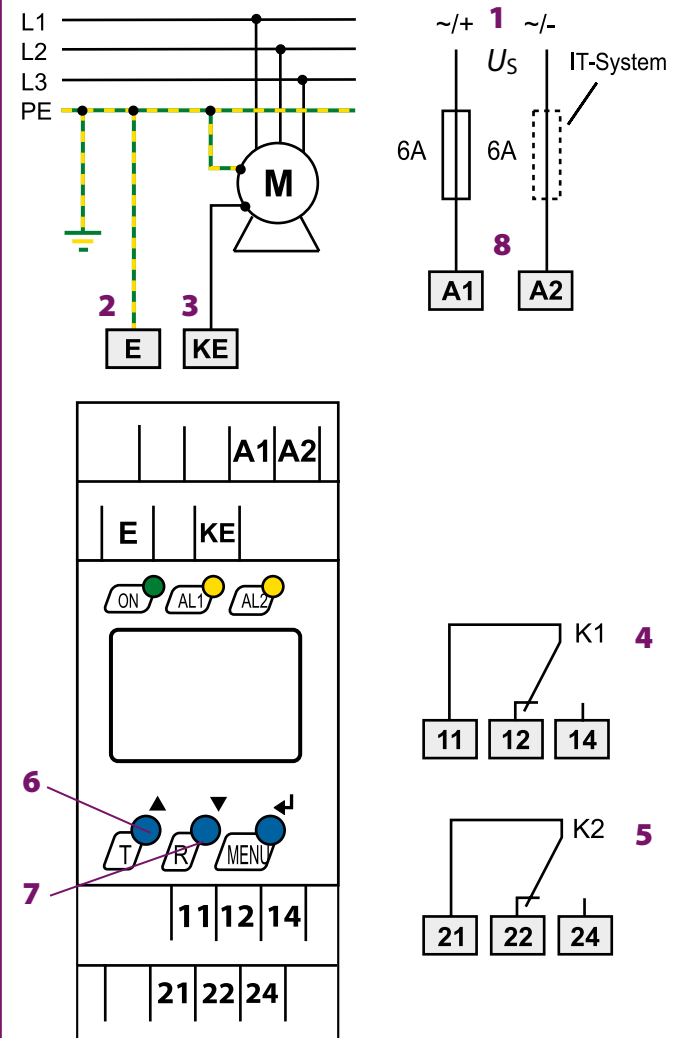 L1
L2
L3
PE
M
2
3
E
KE
~/+ 1 ~/-
US
IT-System
6A
6A
8
A1
A2
A1 A2
E
KE
ON
AL1
AL2
6
▲ ▼ ↵
T
R
MENU
7
11 12 14
21 22 24
K1
4
11
12
14
K2
5
21
22
24